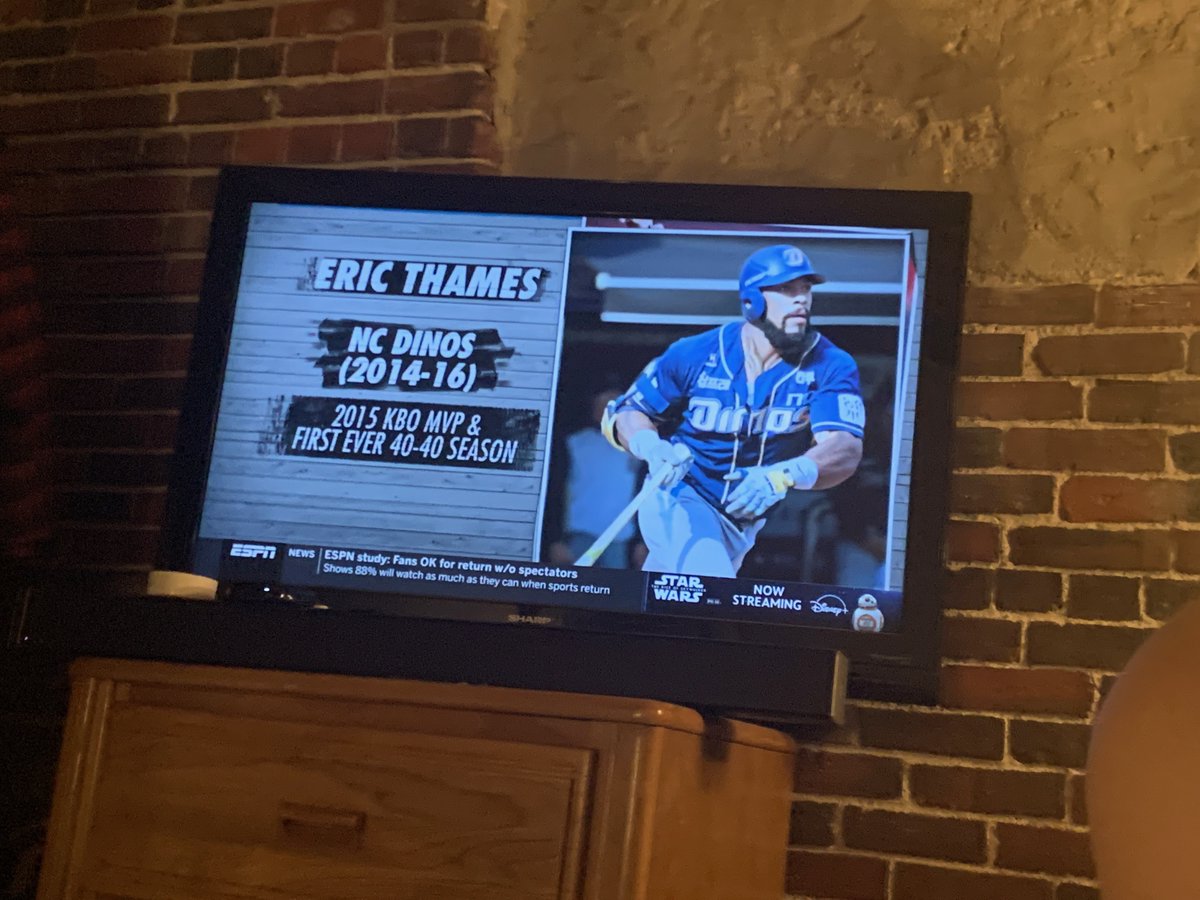 ERIC THAMES
NC DINOS
(2014-16)
2015 KBO MVP &
FIRST EVER 40-40 SEASON
Dinos
D
ESPN
NEWS
ESPN study: Fans OK for return w/o spectators
Shows 88% will watch as much as they can when sports return
STAR
WARS
NOW
STREAMING
Disney+
SHARP